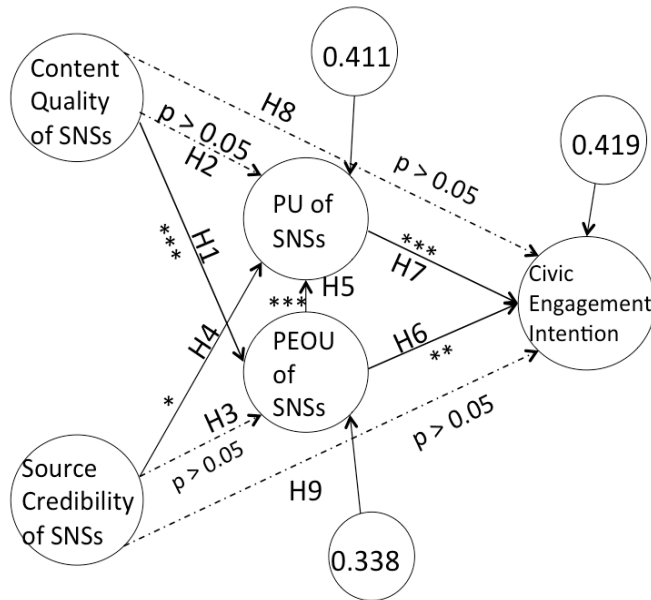 Content
Quality
of SNSs
0.411
0.419
H8
p > 0.05
p > 0.05
H2
PU of
SNSs
***
H1
***
H7
Civic
Engagement
Intention
H5
***
H4
PEOU
of
SNSs
H6
**
*
H3
p > 0.05
p > 0.05
Source
Credibility
of SNSs
H9
0.338